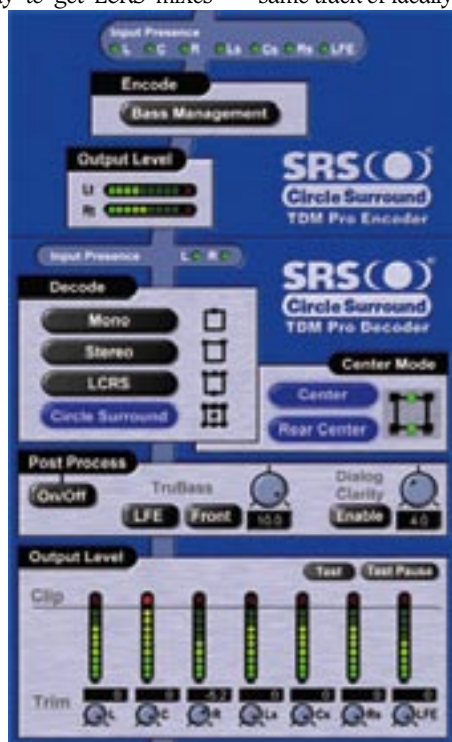 to get LCRS mixes
same track or locally
Input Presence
L C R Ls Cs Rs LFE
Encode
Bass Management
Output Level
Lt
Rt
SRS
Circle Surround
TDM Pro Encoder
Input Presence L R
SRS
Circle Surround
TDM Pro Decoder
Decode
Mono
Stereo
LCRS
Circle Surround
Center Mode
Center
Rear Center
Post Process
On/Off
TruBass
LFE Front
10.0
Dialog
Clarity
Enable
4.0
Output Level
Test Test Pause
Clip
Trim
0 0 -5.2 0 0 0 0
L C R Ls Cs Rs LFE